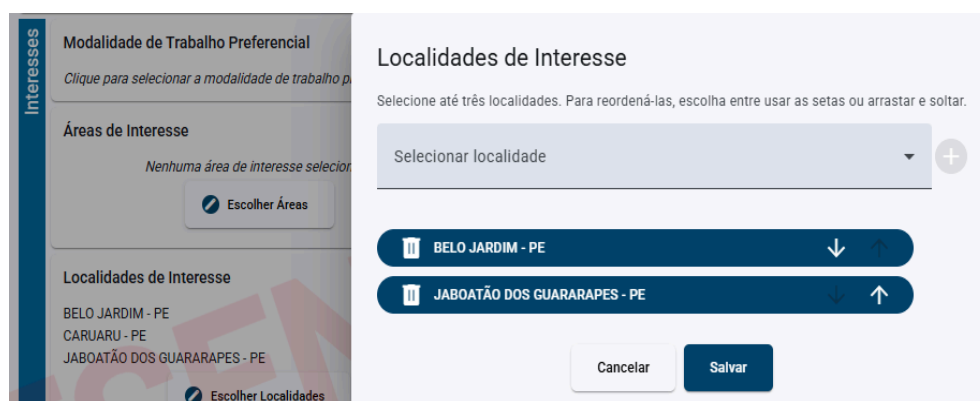 Interesses
Modalidade de Trabalho Preferencial
Clique para selecionar a modalidade de trabalho
Áreas de Interesse
Nenhuma área de interesse
Escolher Áreas
Localidades de Interesse
BELO JARDIM - PE
CARUARU - PE
JABOATÃO DOS GUARARAPES - PE
Escolher Localidades
Localidades de Interesse
Selecione até três localidades. Para reordená-las, escolha entre usar as setas ou arrastar e soltar.
Selecionar localidade
BELO JARDIM - PE
JABOATÃO DOS GUARARAPES - PE
Cancelar
Salvar